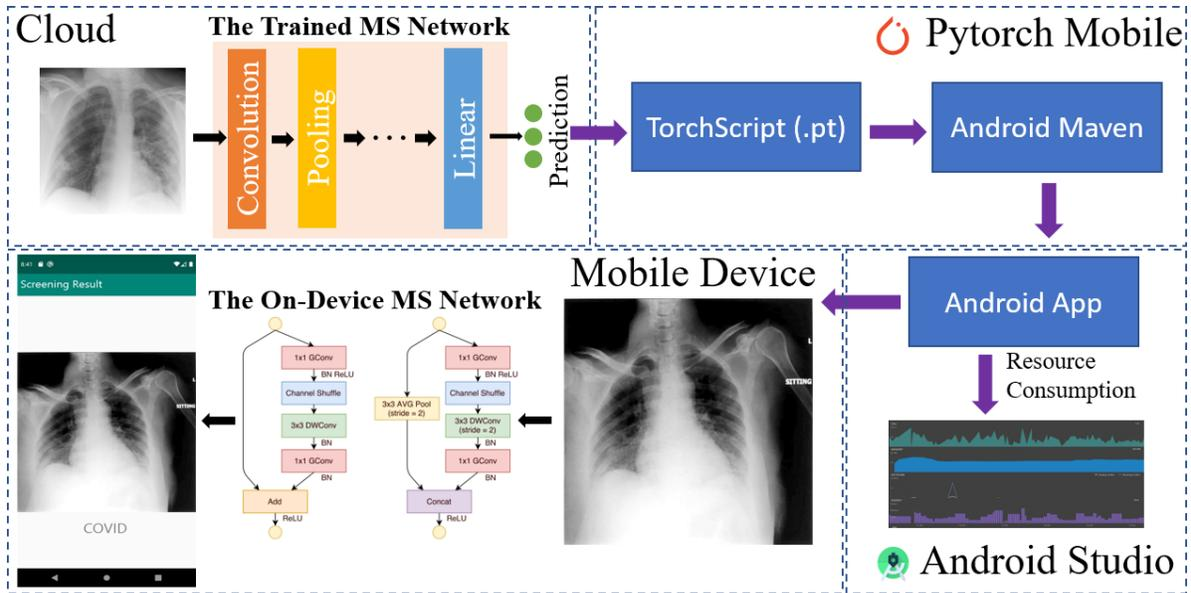 Cloud
The Trained MS Network
Convolution
Pooling
Linear
Prediction
Pytorch Mobile
TorchScript (.pt)
Android Maven
8:41
Screening Result
COVID
The On-Device MS Network
1x1 GConv
BN ReLU
Channel Shuffle
3x3 DWConv
BN
1x1 GConv
BN
Add
ReLU
3x3 AVG Pool
(stride = 2)
1x1 GConv
BN ReLU
Channel Shuffle
3x3 DWConv
(stride = 2)
BN
1x1 GConv
BN
Concat
ReLU
Mobile Device
L
SITTING
SITTING
Android App
Resource
Consumption
Android Studio